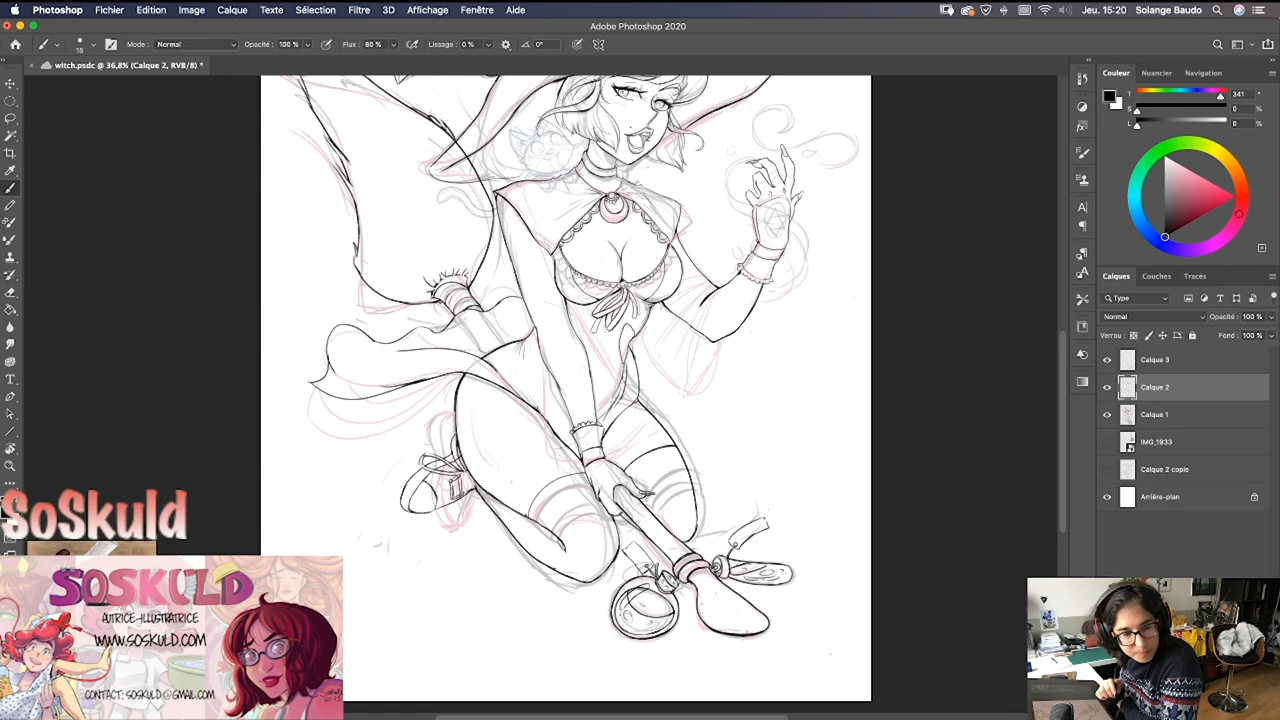 Photoshop Fichier Edition Image Calque Texte Sélection Filtre 3D Affichage Fenêtre Aide Jeu. 15:20 Solange Baudo
Adobe Photoshop 2020
15 Mode : Normal Opacité : 100 % Flux : 80 % Lissage : 0 % 0°
witch.psdc @ 36,8% (Calque 2, RVB/8) *
Couleur Nuancier Navigation
T 341 °
S 0 %
L 0 %
Calques Couches Tracés
Type
Normal Opacité : 100 %
Verrou : Fond : 100 %
Calque 3
Calque 2
Calque 1
IMG_1933
Calque 2 copie
Arrière-plan
SoSkuld
SOSKULD
AUTRICE-ILLUSTRATRICE
WWW.SOSKULD.COM
CONTACT: SOSKULD@GMAIL.COM